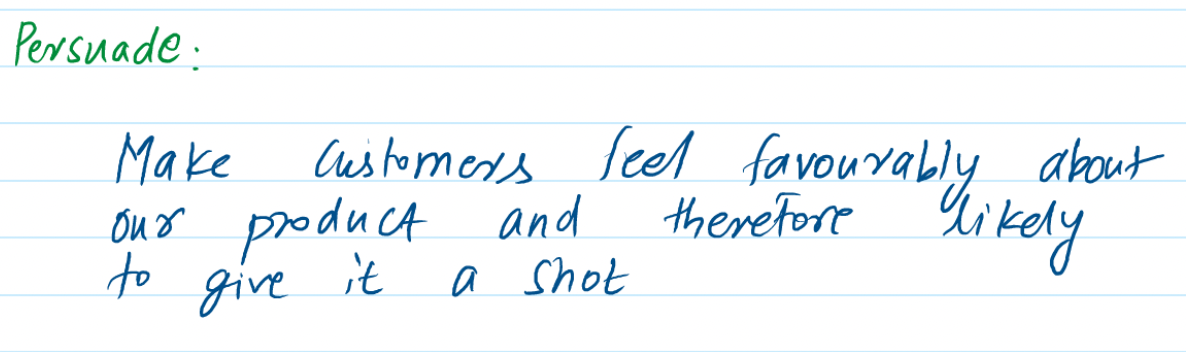 Persuade:
Make customers feel favourably about
our product and therefore likely
to give it a shot